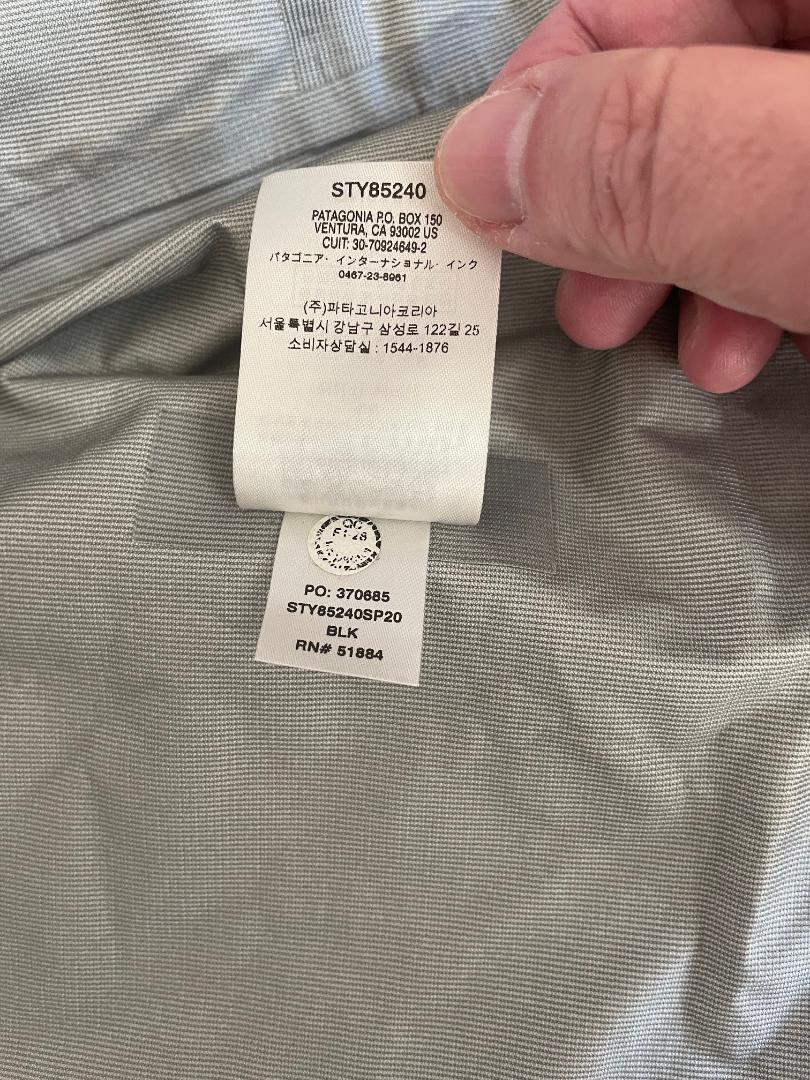 STY85240
PATAGONIA P.O. BOX 150
VENTURA, CA 93002 US
CUIT: 30-70924649-2
パタゴニア・インターナショナル・インク
0467-23-8961
(주)파타고니아코리아
서울특별시 강남구 삼성로 122길 25
소비자상담실 : 1544-1876
QC
PO: 370685
STY85240SP20
BLK
RN# 51884